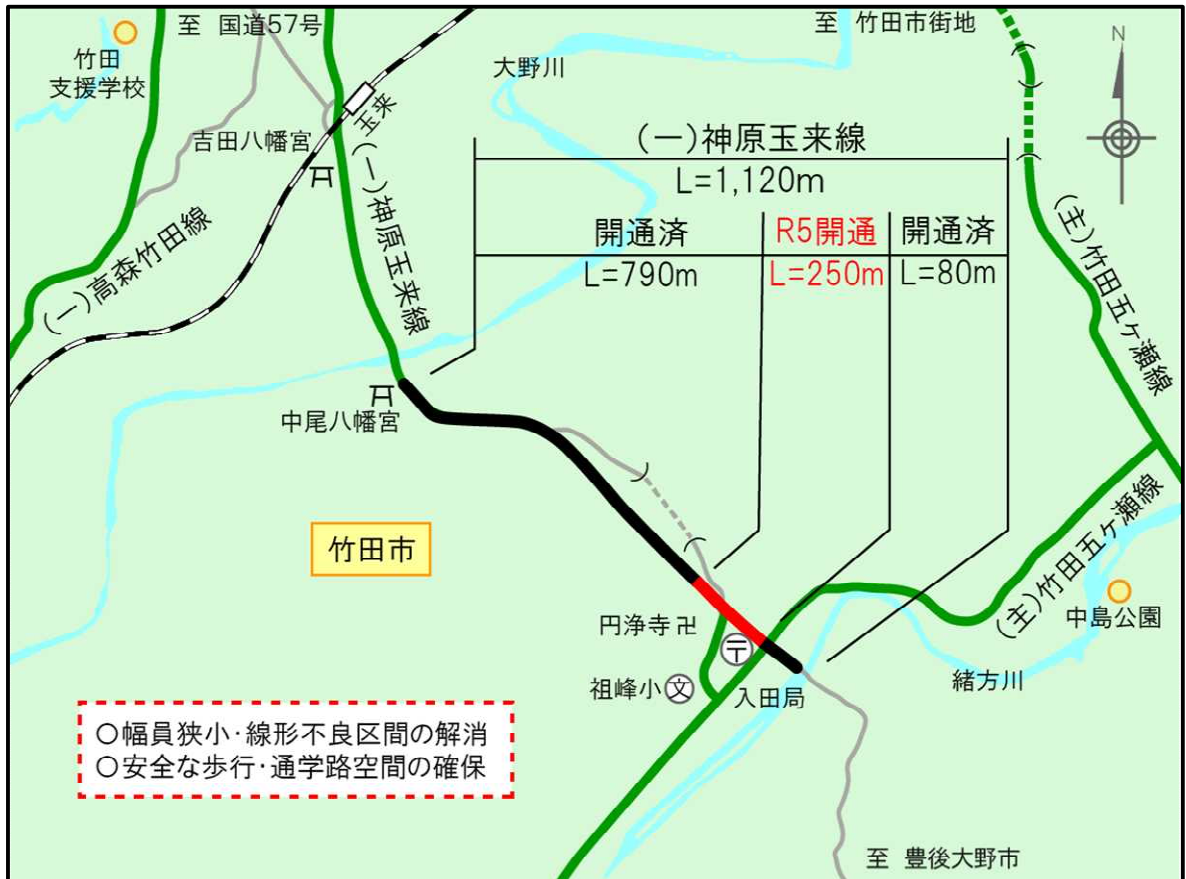 至 国道57号
至 竹田市街地
N
竹田
支援学校
大野川
玉来
吉田八幡宮
(一)神原玉来線
L=1,120m
開通済
R5開通
開通済
L=790m
L=250m
L=80m
(一)高森竹田線
(一)神原玉来線
(主)竹田五ケ瀬線
中尾八幡宮
竹田市
(主)竹田五ケ瀬線
中島公園
円浄寺卍
〒
祖峰小
文
入田局
緒方川
○幅員狭小・線形不良区間の解消
○安全な歩行・通学路空間の確保
至 豊後大野市